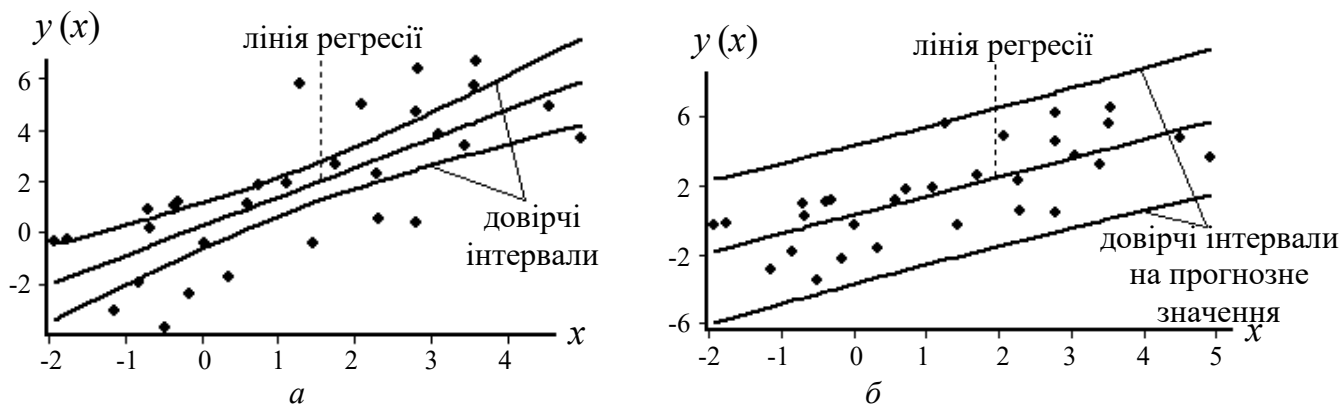 y (x)
лінія регресії
6
4
2
0
-2
довірчі
інтервали
-2 -1 0 1 2 3 4 x
а
y (x)
лінія регресії
6
2
-2
-6
довірчі інтервали
на прогнозне
значення
-2 -1 0 1 2 3 4 5 x
б